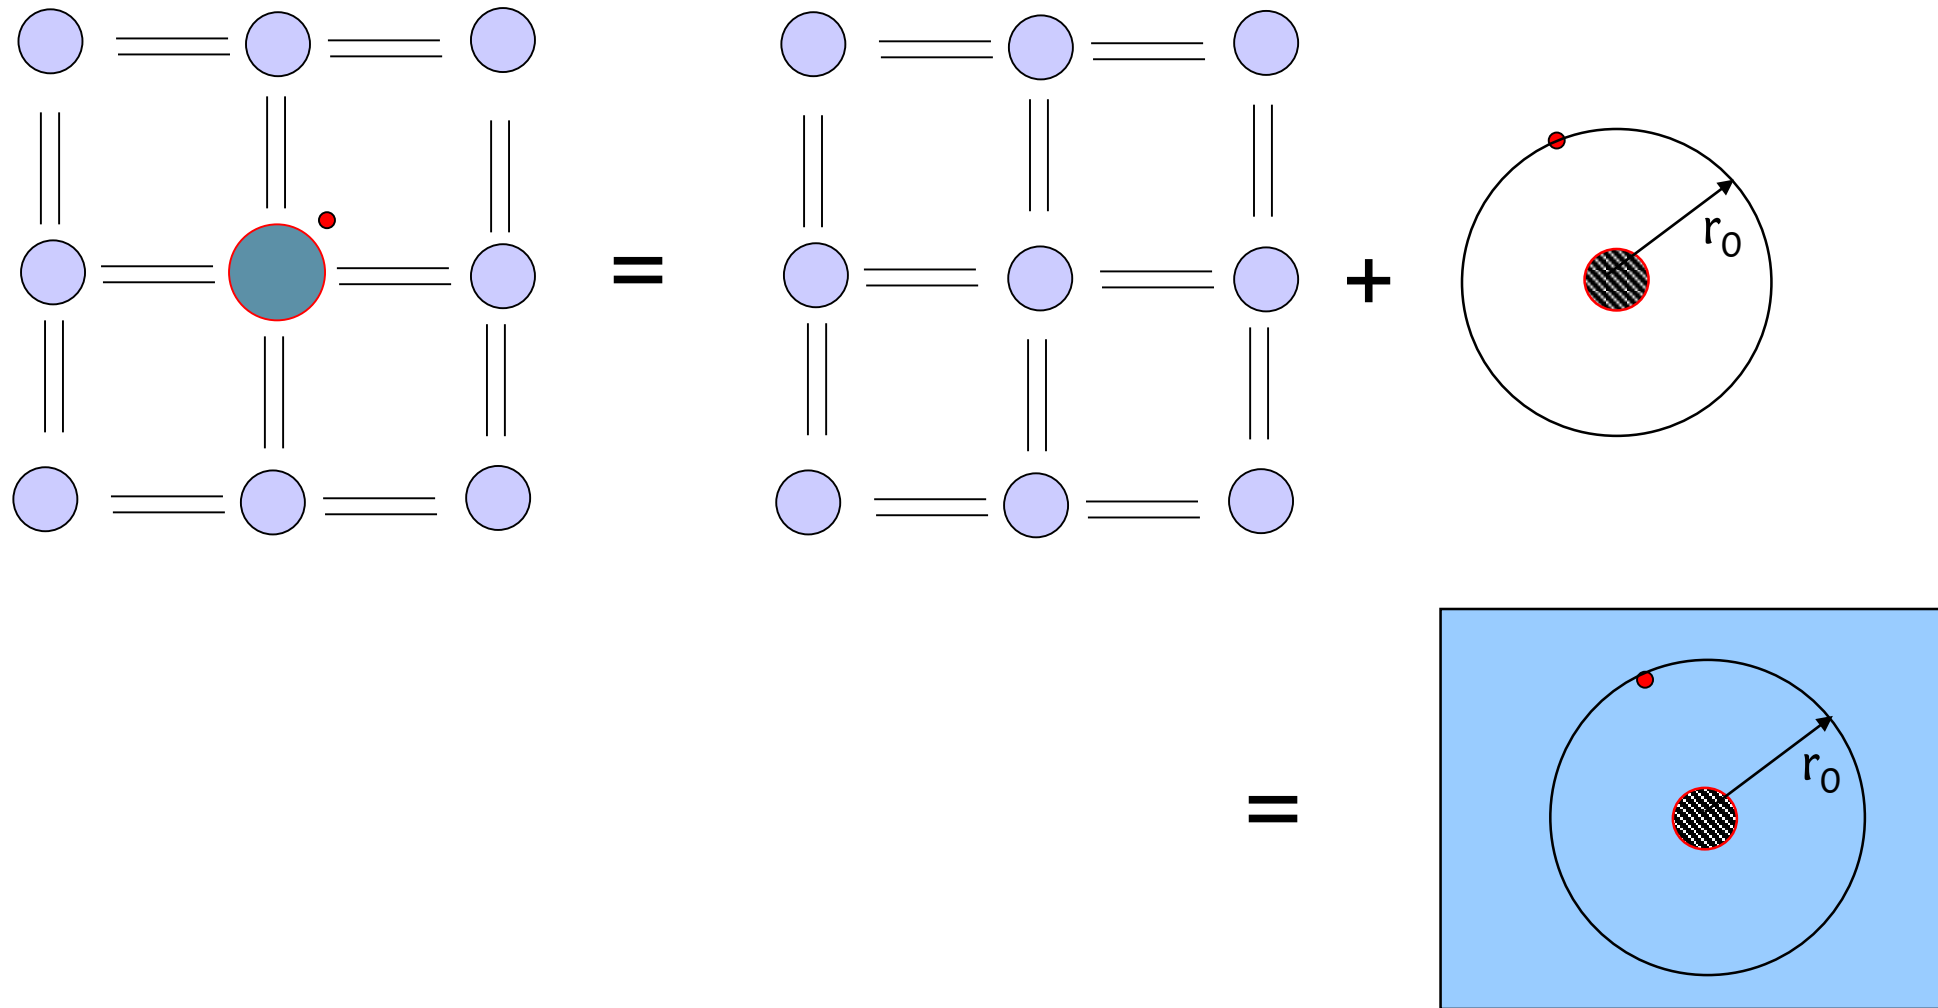 =
+
r₀
=
r₀